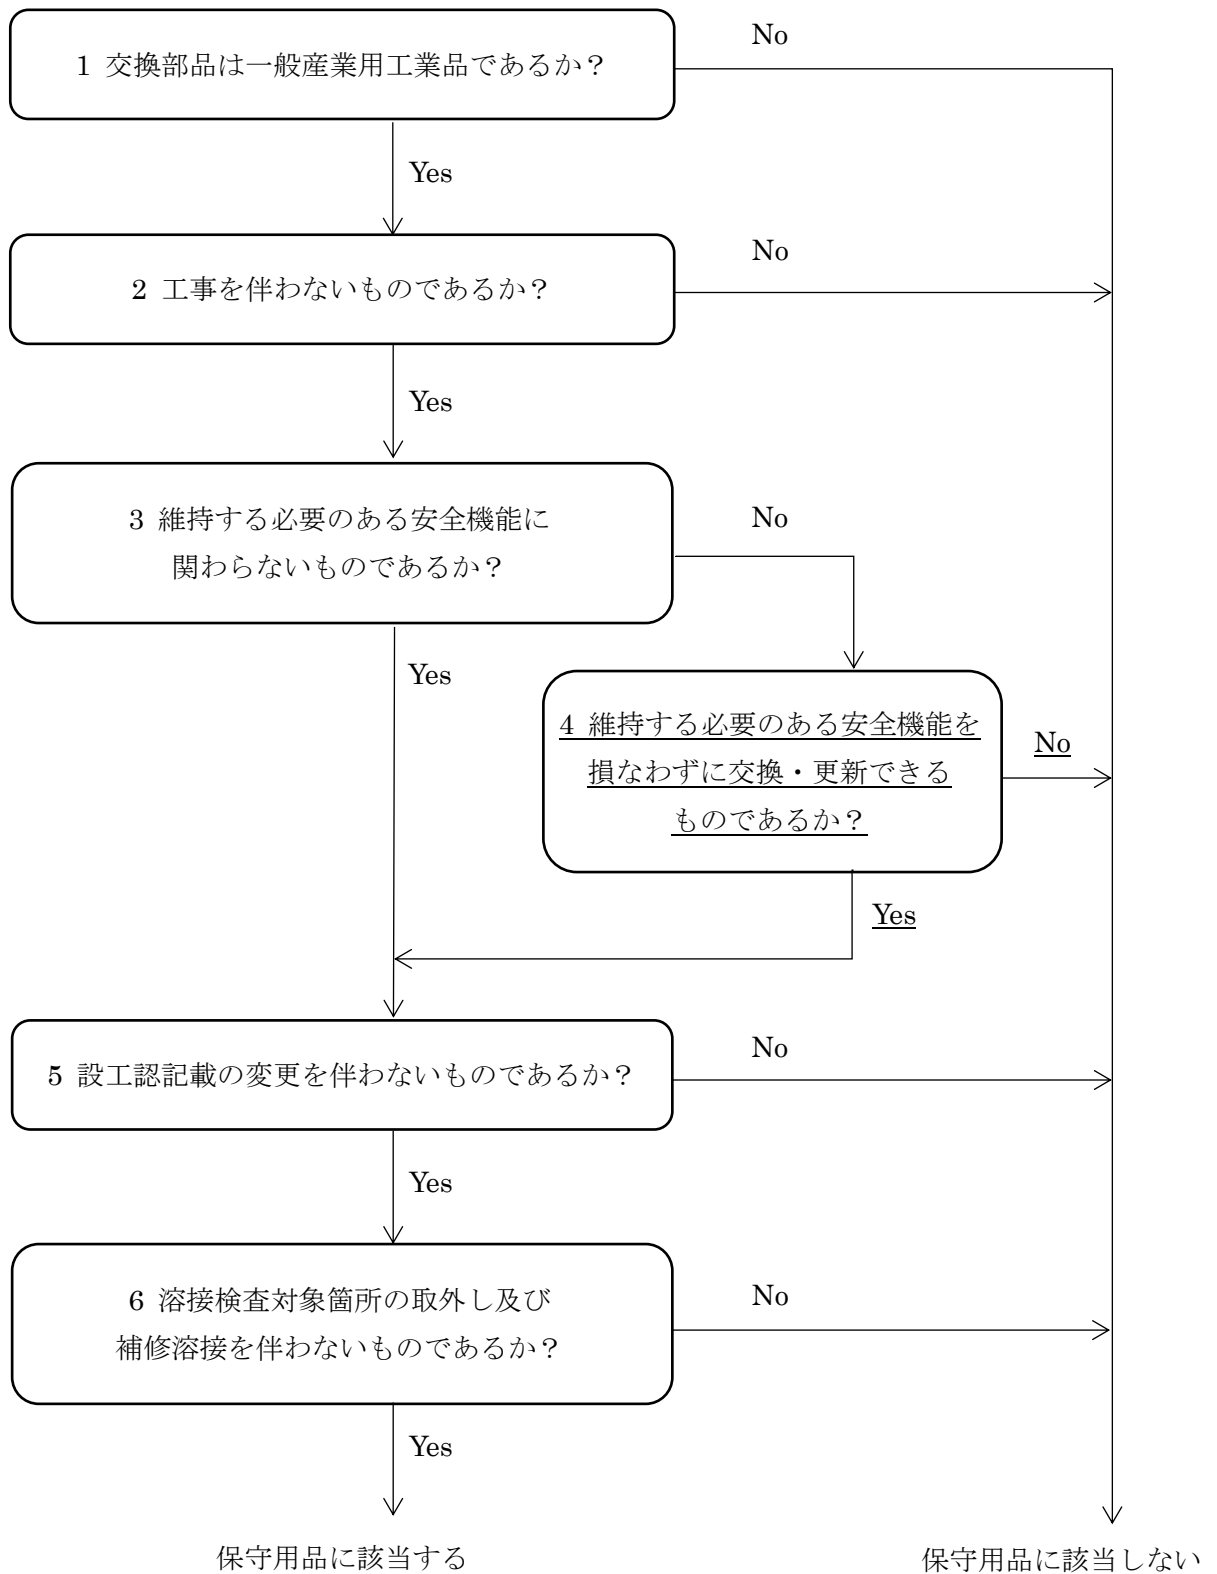 No
1 交換部品は一般産業用工業品であるか？
Yes
No
2 工事を伴わないものであるか？
Yes
3 維持する必要のある安全機能に
関わらないものであるか？
No
Yes
4 維持する必要のある安全機能を
損なわずに交換・更新できる
ものであるか？
No
Yes
5 設工認記載の変更を伴わないものであるか？
No
Yes
6 溶接検査対象箇所の取外し及び
補修溶接を伴わないものであるか？
No
Yes
保守用品に該当する
保守用品に該当しない